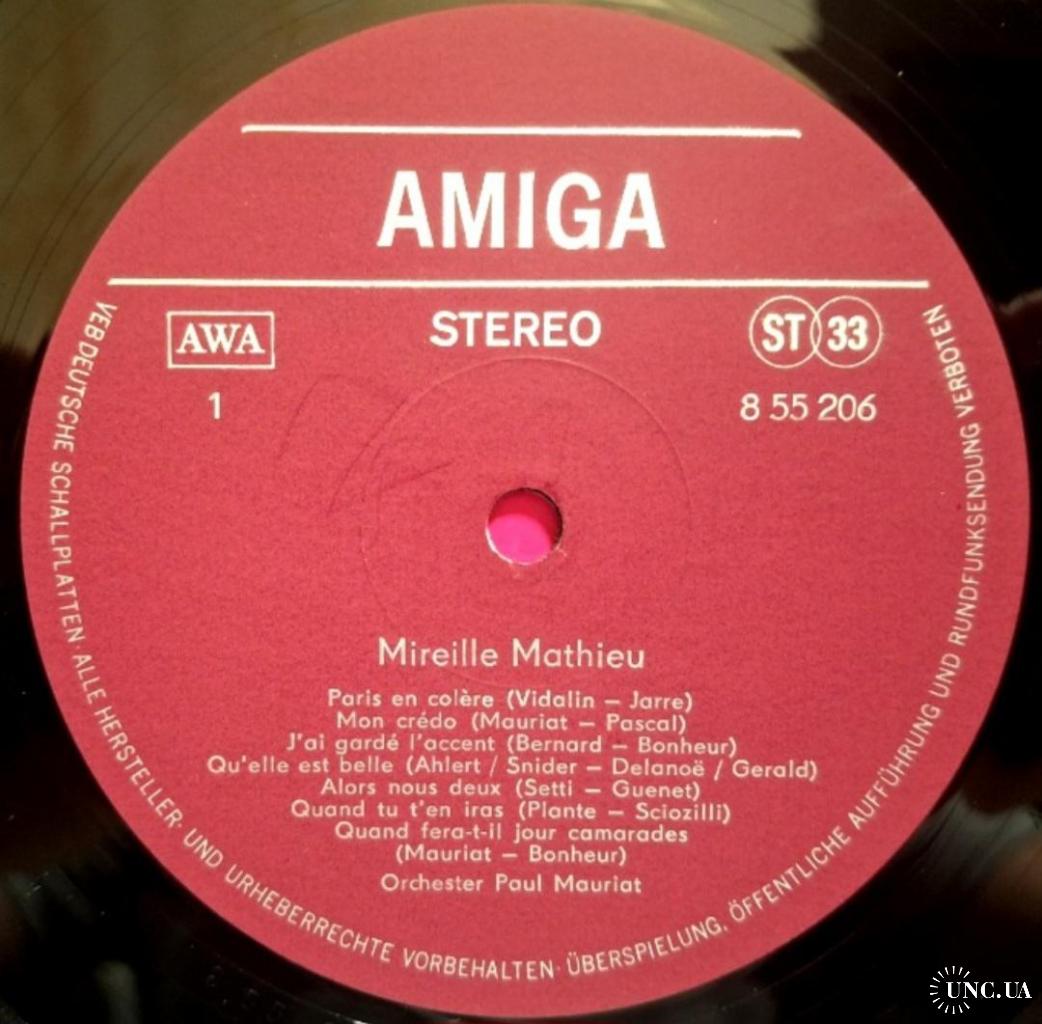 AMIGA
AWA
STEREO
ST 33
1
8 55 206
Mireille Mathieu
Paris en colère (Vidalin – Jarre)
Mon crédo (Mauriat – Pascal)
J'ai gardé l'accent (Bernard – Bonheur)
Qu'elle est belle (Ahlert / Snider – Delanoë / Gerald)
Alors nous deux (Setti – Guenet)
Quand tu t'en iras (Plante – Sciozilli)
Quand fera-t-il jour camarades
(Mauriat – Bonheur)
Orchester Paul Mauriat
VEB DEUTSCHE SCHALLPLATTEN · ALLE HERSTELLER- UND URHEBERRECHTE VORBEHALTEN · ÜBERSPIELUNG, ÖFFENTLICHE AUFFÜHRUNG UND RUNDFUNKSENDUNG VERBOTEN
UNC.UA